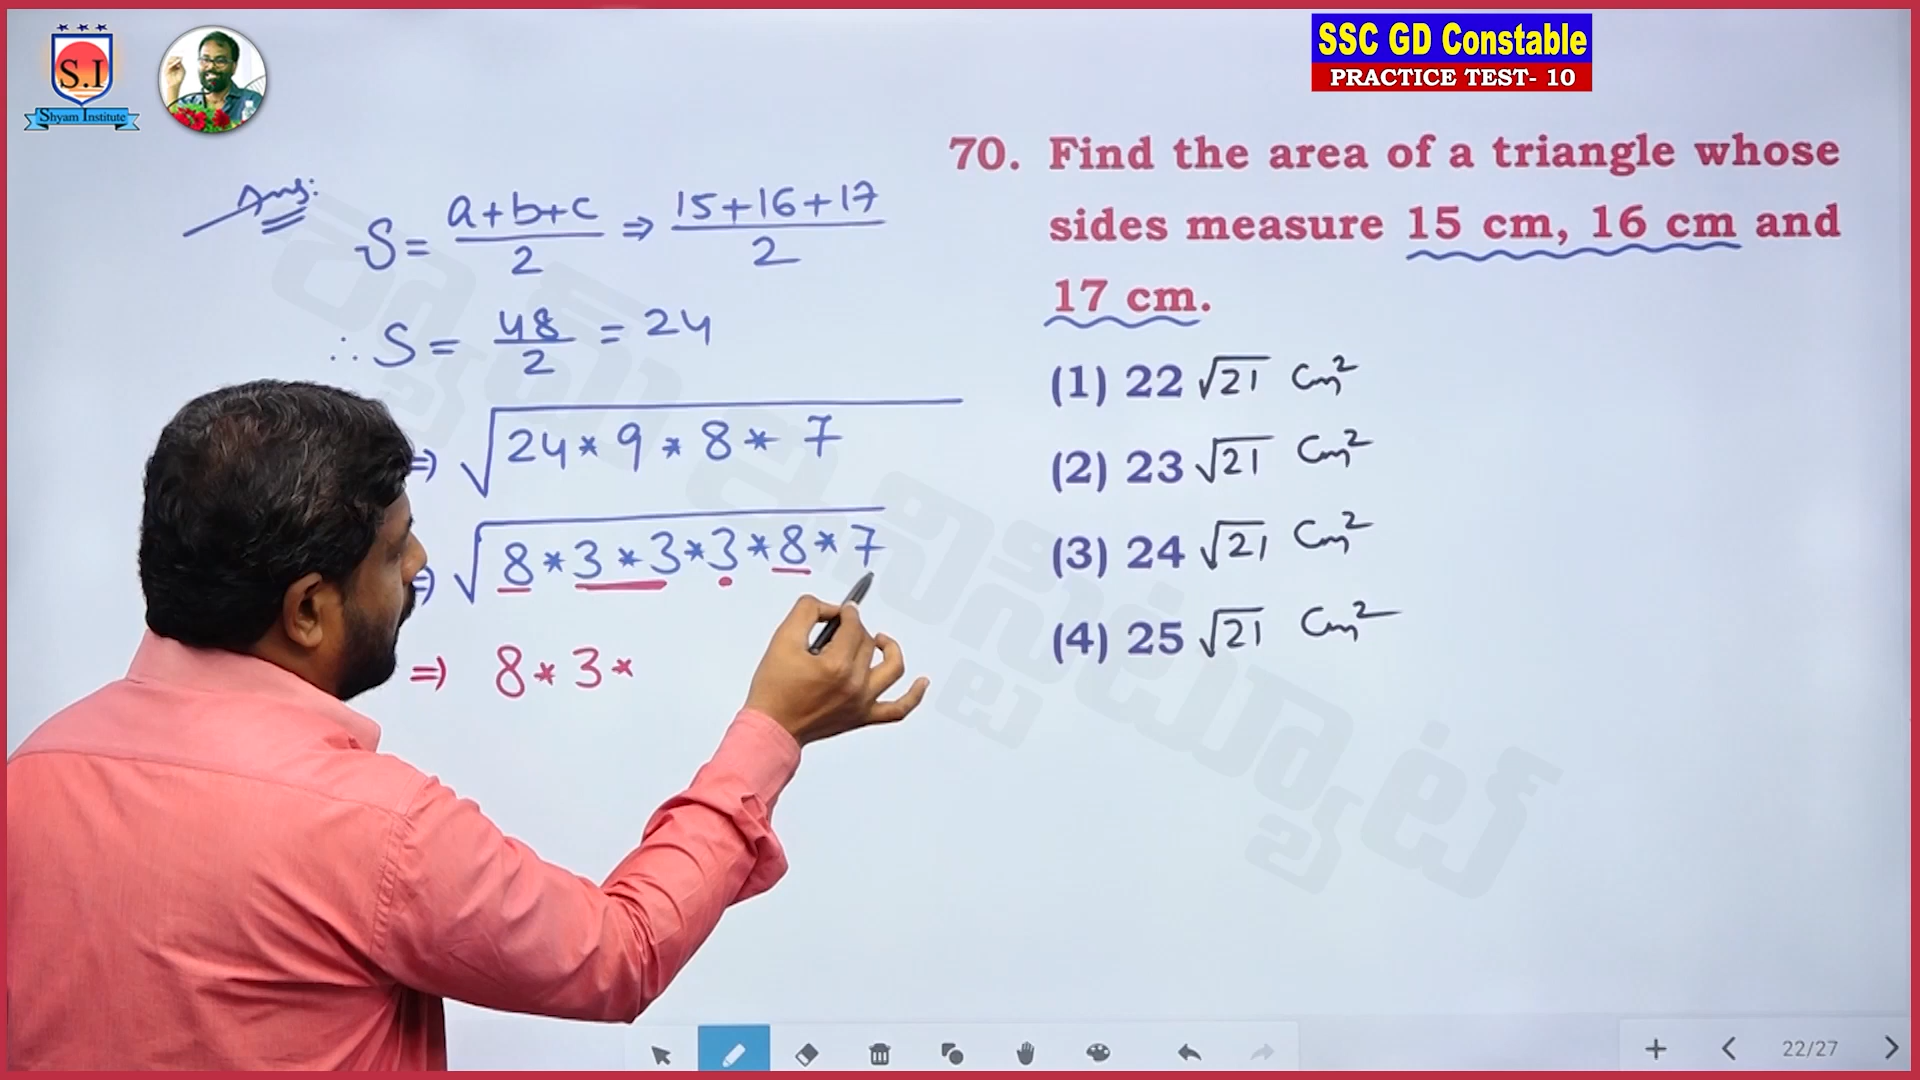 S.I
Shyam Institute
SSC GD Constable
PRACTICE TEST- 10
Ans:
S = a+b+c / 2 ⇒ 15+16+17 / 2
∴ S = 48 / 2 = 24
⇒ √24 * 9 * 8 * 7
⇒ √8 * 3 * 3 * 3 * 8 * 7
⇒ 8 * 3 *
70. Find the area of a triangle whose
sides measure 15 cm, 16 cm and
17 cm.
(1) 22 √21 Cm²
(2) 23 √21 Cm²
(3) 24 √21 Cm²
(4) 25 √21 Cm²
22/27